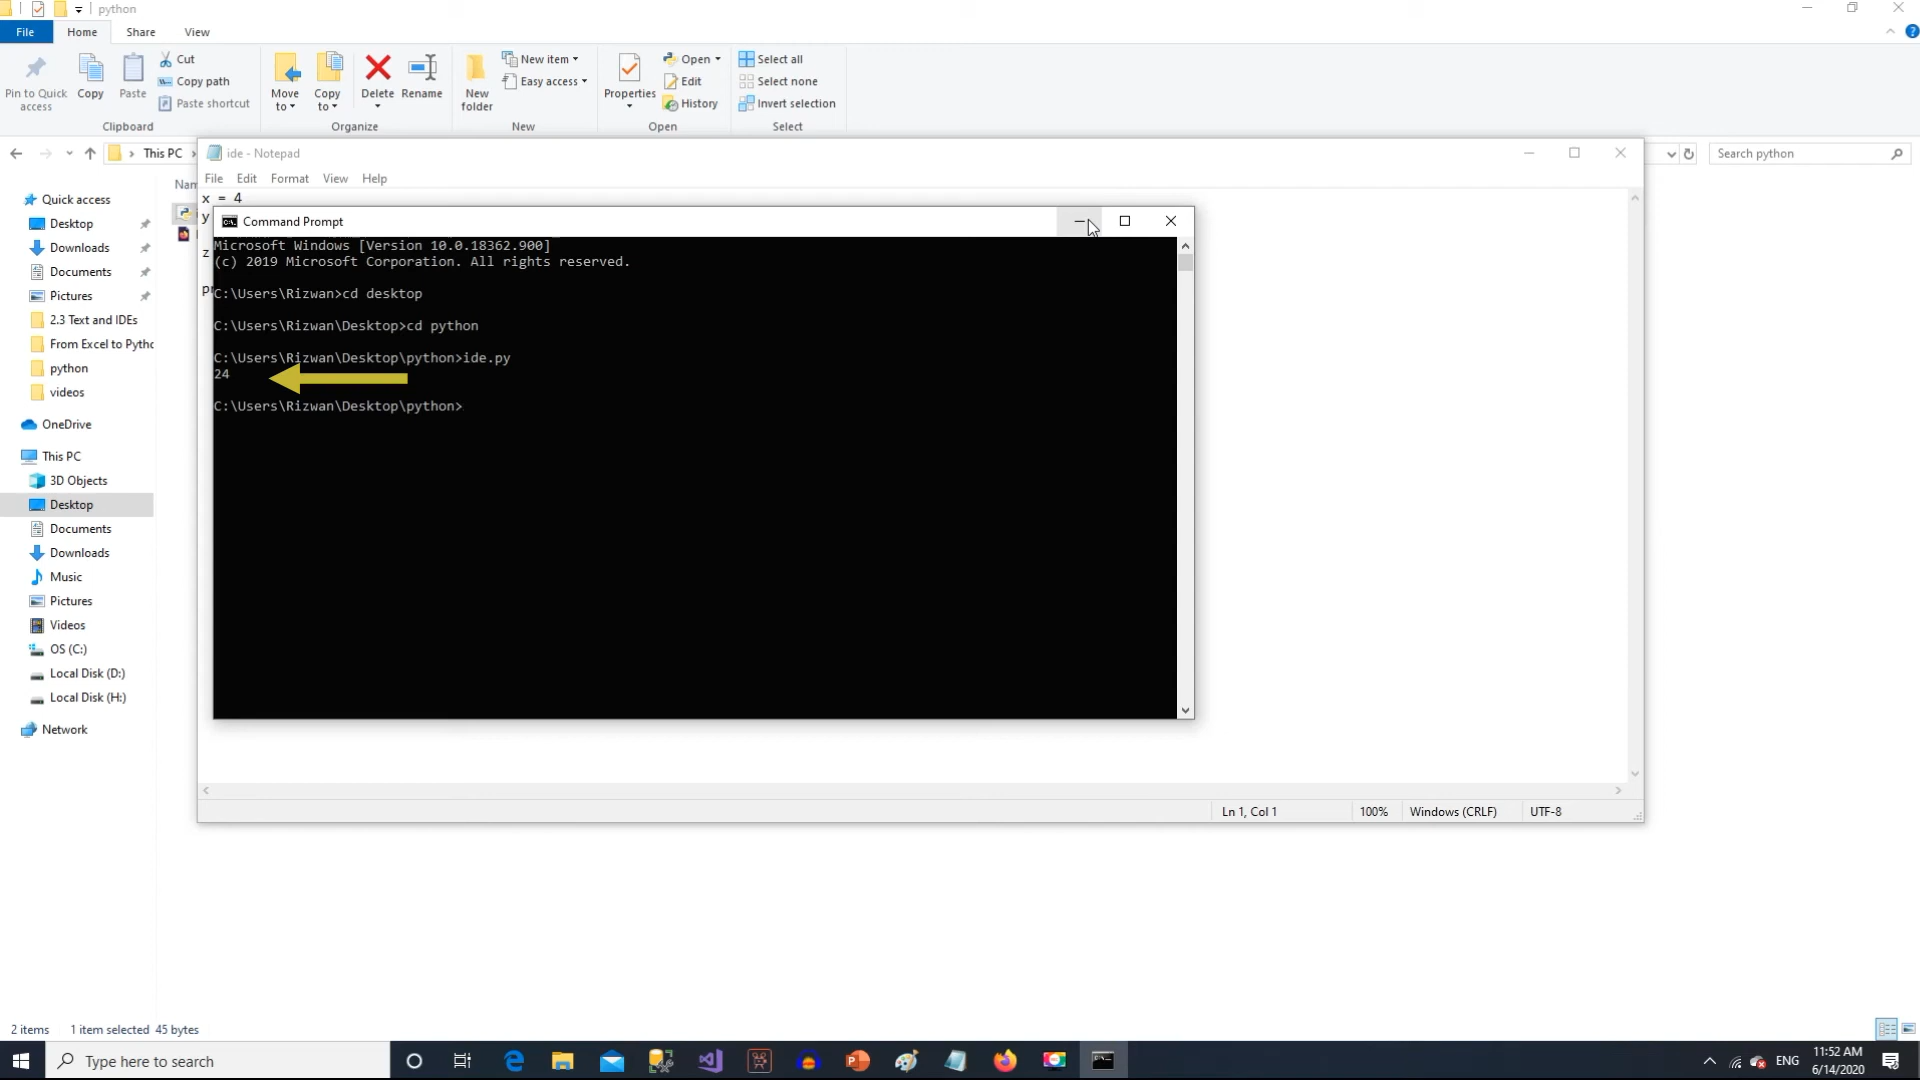 python
File Home Share View
Pin to Quick access
Copy
Paste
Cut
Copy path
Paste shortcut
Clipboard
Move to
Copy to
Delete
Rename
Organize
New folder
New item
Easy access
New
Properties
Open
Edit
History
Open
Select all
Select none
Invert selection
Select
This PC
Search python
ide - Notepad
File Edit Format View Help
x = 4
y
z
Command Prompt
Microsoft Windows [Version 10.0.18362.900]
(c) 2019 Microsoft Corporation. All rights reserved.
C:\Users\Rizwan>cd desktop
C:\Users\Rizwan\Desktop>cd python
C:\Users\Rizwan\Desktop\python>ide.py
24
C:\Users\Rizwan\Desktop\python>
Quick access
Desktop
Downloads
Documents
Pictures
2.3 Text and IDEs
From Excel to Pytho
python
videos
OneDrive
This PC
3D Objects
Desktop
Documents
Downloads
Music
Pictures
Videos
OS (C:)
Local Disk (D:)
Local Disk (H:)
Network
Ln 1, Col 1 100% Windows (CRLF) UTF-8
2 items 1 item selected 45 bytes
Type here to search
ENG
11:52 AM
6/14/2020